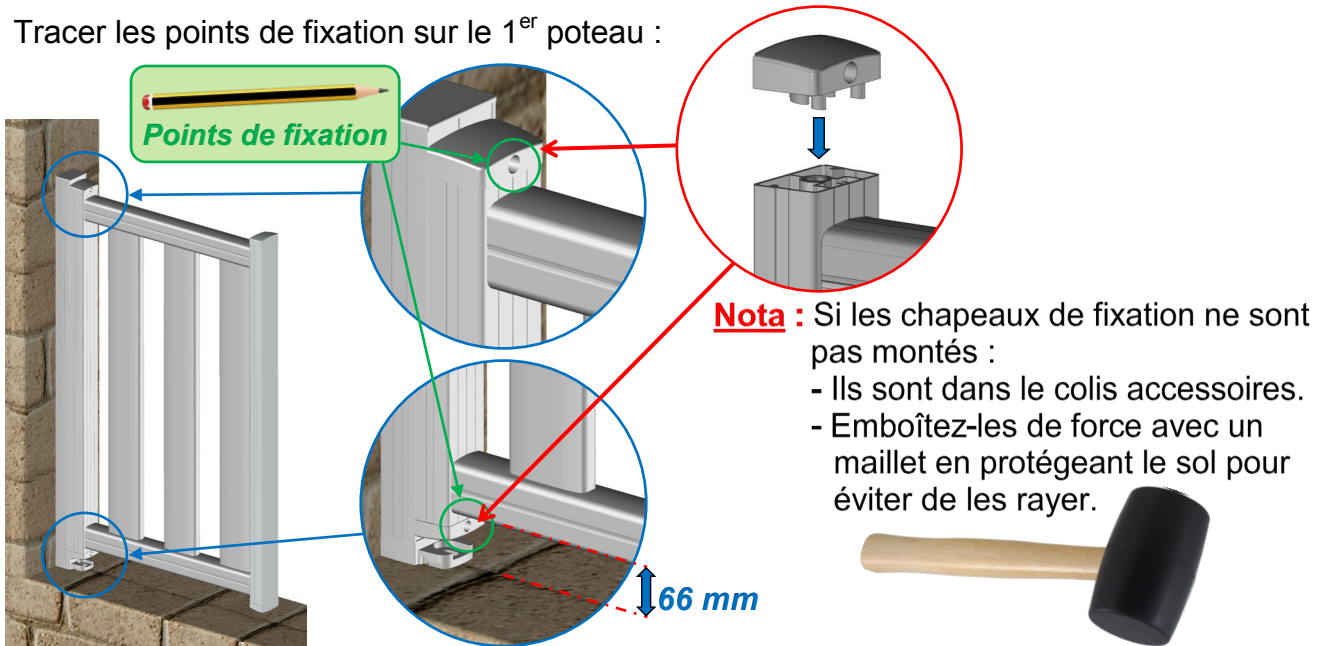 Tracer les points de fixation sur le 1er poteau :
Points de fixation
Nota : Si les chapeaux de fixation ne sont
pas montés :
- Ils sont dans le colis accessoires.
- Emboîtez-les de force avec un
maillet en protégeant le sol pour
éviter de les rayer.
66 mm